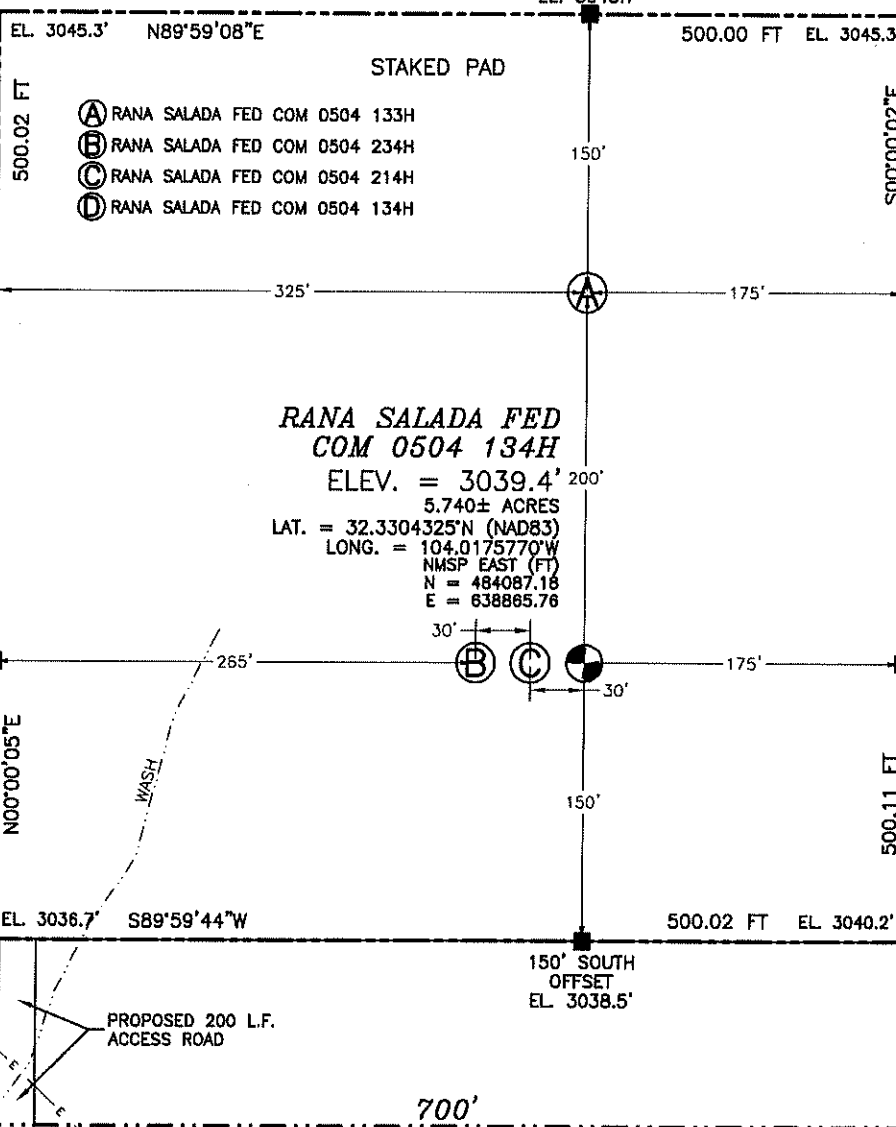 EL. 3045.3' N89°59'08"E 500.00 FT EL. 3045.3
STAKED PAD
500.02 FT
S00°00'02"E
Ⓐ RANA SALADA FED COM 0504 133H
Ⓑ RANA SALADA FED COM 0504 234H
Ⓒ RANA SALADA FED COM 0504 214H
Ⓓ RANA SALADA FED COM 0504 134H
150'
325' A 175'
RANA SALADA FED
COM 0504 134H
ELEV. = 3039.4'
200'
5.740± ACRES
LAT. = 32.3304325°N (NAD83)
LONG. = 104.0175770°W
NMSP EAST (FT)
N = 484087.18
E = 638865.76
30'
265' B C 175'
30'
N00°00'05"E
WASH
150'
500.11 FT
EL. 3036.7' S89°59'44"W 500.02 FT EL. 3040.2'
150' SOUTH
OFFSET
EL. 3038.5'
PROPOSED 200 L.F.
ACCESS ROAD
E
E
700'